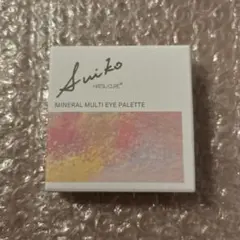 Suiko
HATSUCURE®
MINERAL MULTI EYE PALETTE